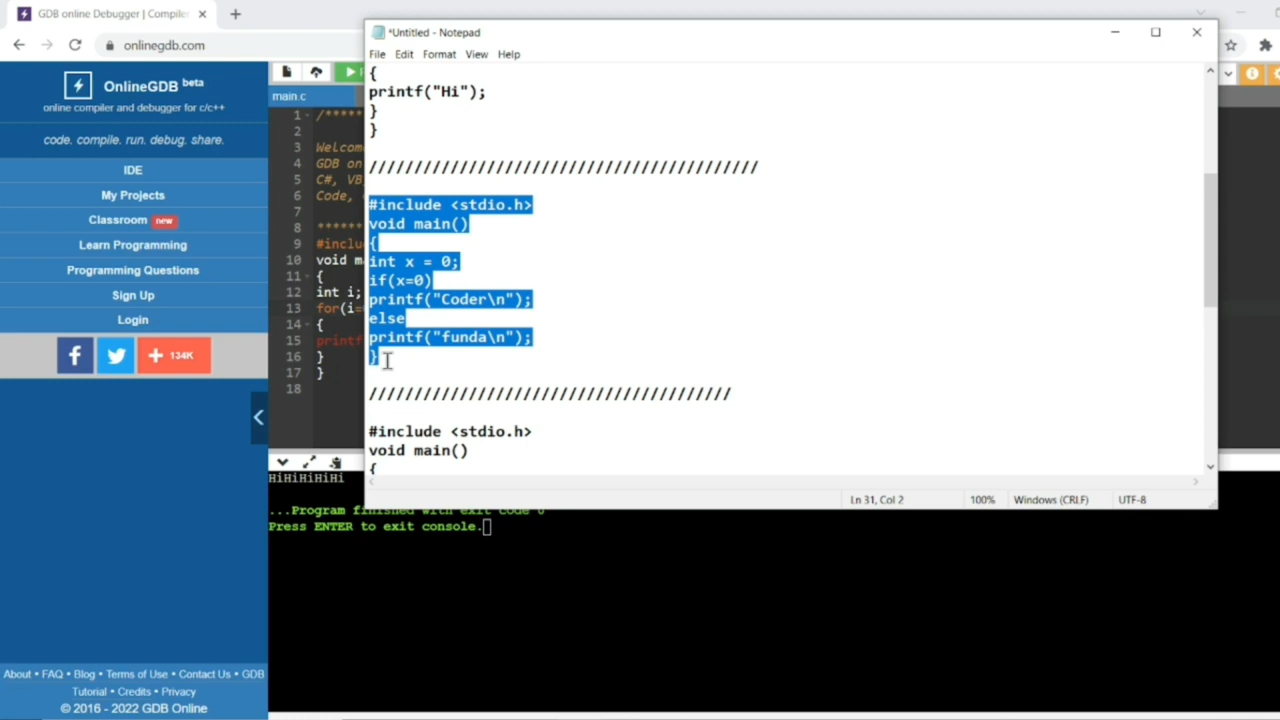 GDB online Debugger | Compiler
onlinegdb.com
OnlineGDB beta
online compiler and debugger for c/c++
code. compile. run. debug. share.
IDE
My Projects
Classroom new
Learn Programming
Programming Questions
Sign Up
Login
134K
About • FAQ • Blog • Terms of Use • Contact Us • GDB
Tutorial • Credits • Privacy
© 2016 - 2022 GDB Online
main.c
1 /*****
2
3 Welcom
4 GDB on
5 C#, VB
6 Code,
7
8 *****
9 #inclu
10 void m
11 {
12 int i;
13 for(i=
14 {
15 printf
16 }
17 }
18
*Untitled - Notepad
File Edit Format View Help
{
printf("Hi");
}
}
///////////////////////////////////////////
#include <stdio.h>
void main()
{
int x = 0;
if(x=0)
printf("Coder\n");
else
printf("funda\n");
}
////////////////////////////////////////
#include <stdio.h>
void main()
{
Ln 31, Col 2 100% Windows (CRLF) UTF-8
HiHiHiHiHi
...Program finished with exit code 0
Press ENTER to exit console.